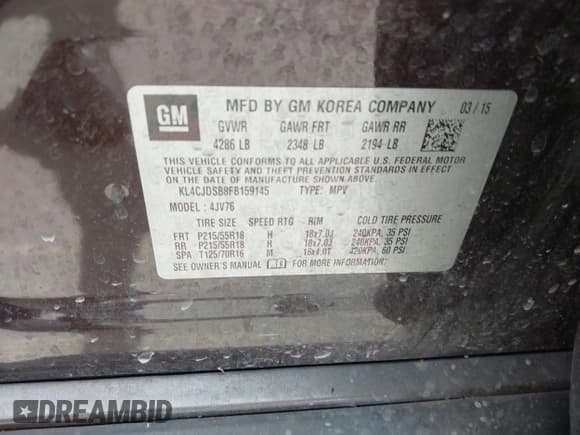 GM
MFD BY GM KOREA COMPANY 03/15
GVWR GAWR FRT GAWR RR
4286 LB 2348 LB 2194 LB
THIS VEHICLE CONFORMS TO ALL APPLICABLE U.S. FEDERAL MOTOR
VEHICLE SAFETY AND THEFT PREVENTION STANDARDS IN EFFECT
ON THE DATE OF MANUFACTURE SHOWN ABOVE.
KL4CJDSB9FB159145 TYPE: MPV
MODEL: 4JV76
TIRE SIZE SPEED RTG RIM COLD TIRE PRESSURE
FRT P215/55R18 H 18x7.0J 240KPA, 35 PSI
RR P215/55R18 H 18x7.0J 240KPA, 35 PSI
SPA T125/70R16 M 16x4.0T 420KPA, 60 PSI
SEE OWNER'S MANUAL FOR MORE INFORMATION.
DREAMBID